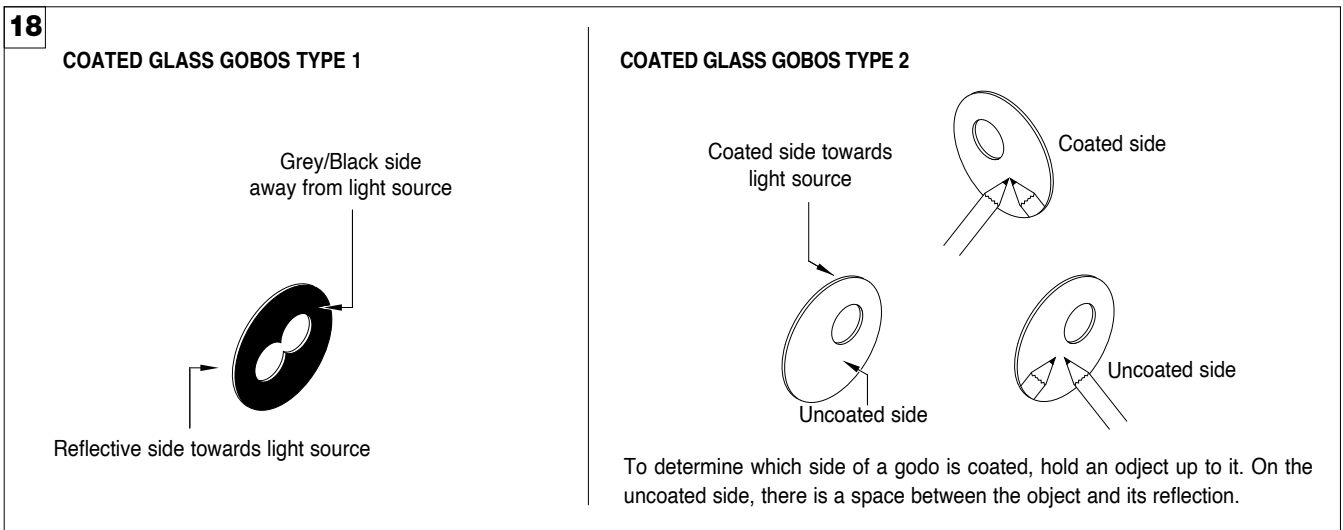 18
COATED GLASS GOBOS TYPE 1
Grey/Black side
away from light source
Reflective side towards light source
COATED GLASS GOBOS TYPE 2
Coated side towards
light source
Coated side
Uncoated side
Uncoated side
To determine which side of a godo is coated, hold an odject up to it. On the
uncoated side, there is a space between the object and its reflection.